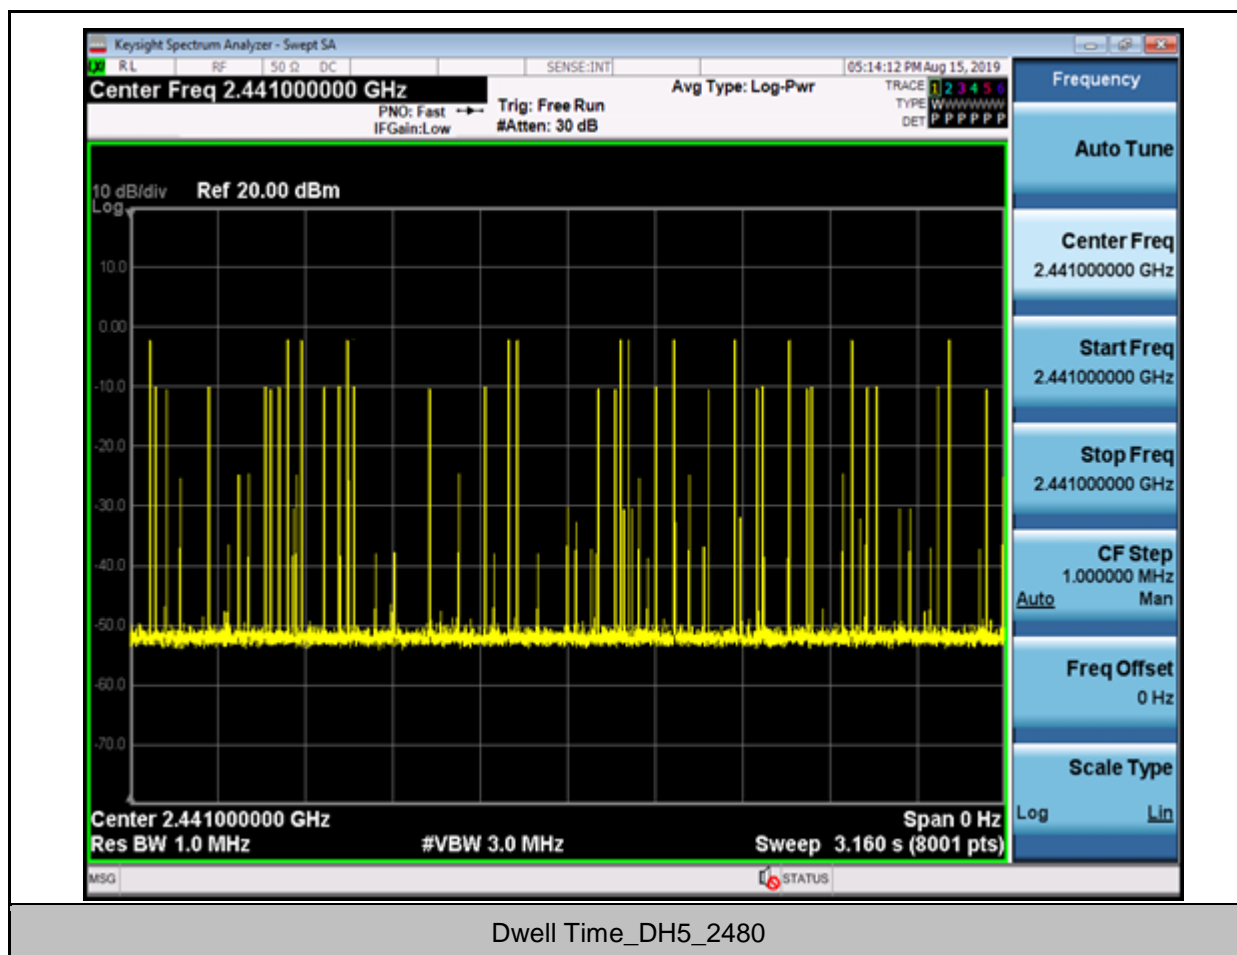 Keysight Spectrum Analyzer - Swept SA
RL RF 50 Ω DC SENSE:INT 05:14:12 PM Aug 15, 2019
Center Freq 2.441000000 GHz Avg Type: Log-Pwr TRACE 1 2 3 4 5 6
PNO: Fast Trig: Free Run TYPE WWWWWWW
IFGain:Low #Atten: 30 dB DET P P P P P P
10 dB/div Ref 20.00 dBm
Log
10.0
0.00
-10.0
-20.0
-30.0
-40.0
-50.0
-60.0
-70.0
Center 2.441000000 GHz Span 0 Hz
Res BW 1.0 MHz #VBW 3.0 MHz Sweep 3.160 s (8001 pts)
MSG STATUS
Frequency
Auto Tune
Center Freq
2.441000000 GHz
Start Freq
2.441000000 GHz
Stop Freq
2.441000000 GHz
CF Step
1.000000 MHz
Auto Man
Freq Offset
0 Hz
Scale Type
Log Lin
Dwell Time_DH5_2480